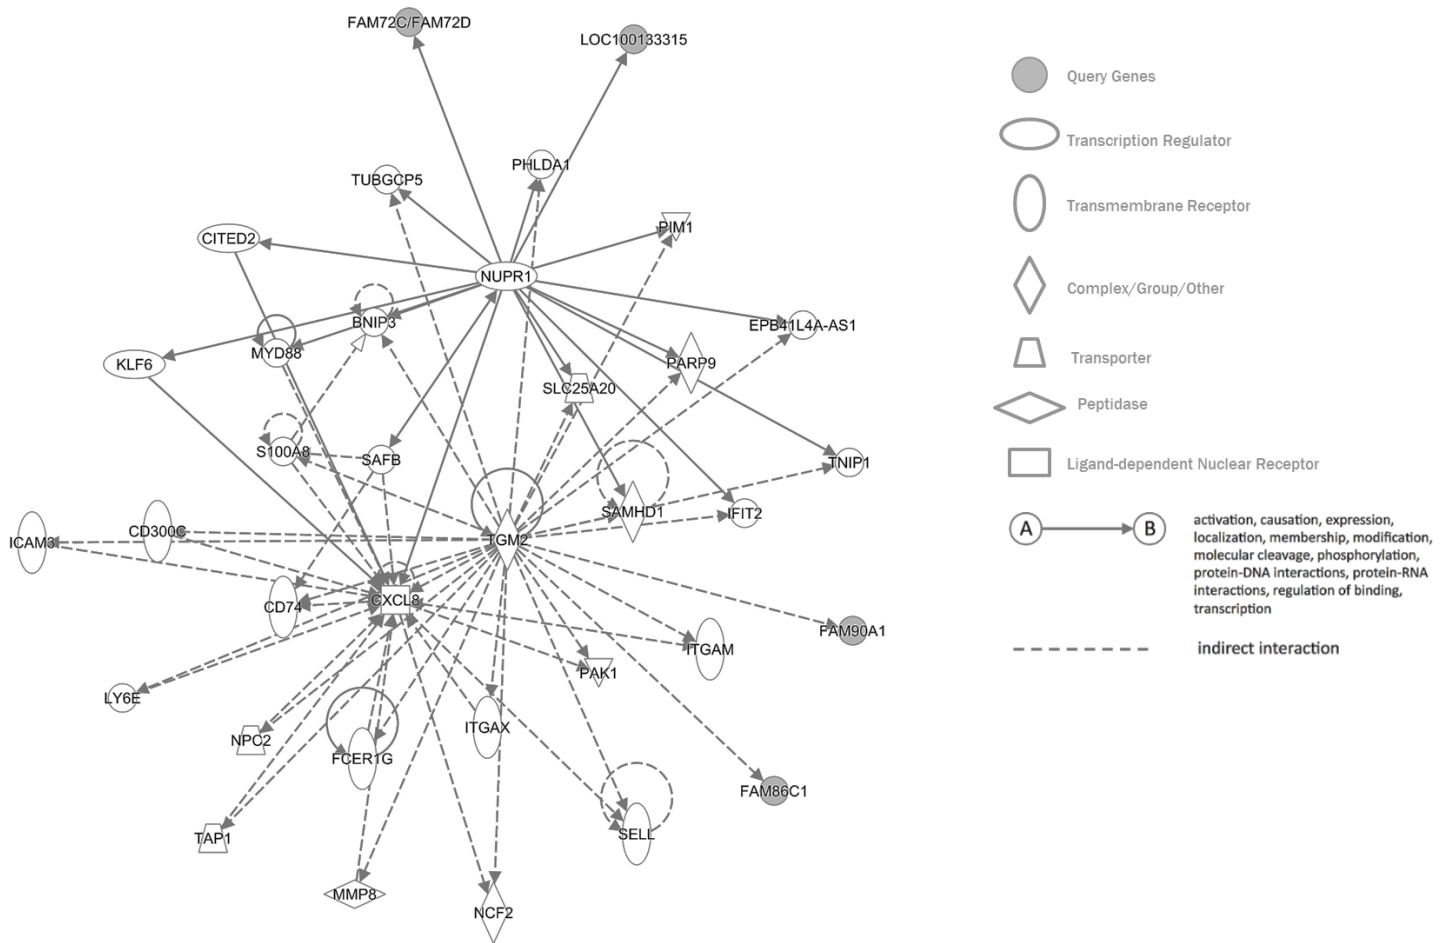 FAM72C/FAM72D
LOC100133315
PHLDA1
TUBGCP5
PIM1
CITED2
NUPR1
BNIP3
EPB41L4A-AS1
MYD88
KLF6
PARP9
SLC25A20
S100A8
SAFB
TNIP1
SAMHD1
IFIT2
CD300C
ICAM3
TGM2
CD74
CXCL8
FAM90A1
ITGAM
PAK1
LY6E
ITGAX
NPC2
FCER1G
FAM86C1
SELL
TAP1
MMP8
NCF2
Query Genes
Transcription Regulator
Transmembrane Receptor
Complex/Group/Other
Transporter
Peptidase
Ligand-dependent Nuclear Receptor
A
B
activation, causation, expression,
localization, membership, modification,
molecular cleavage, phosphorylation,
protein-DNA interactions, protein-RNA
interactions, regulation of binding,
transcription
indirect interaction